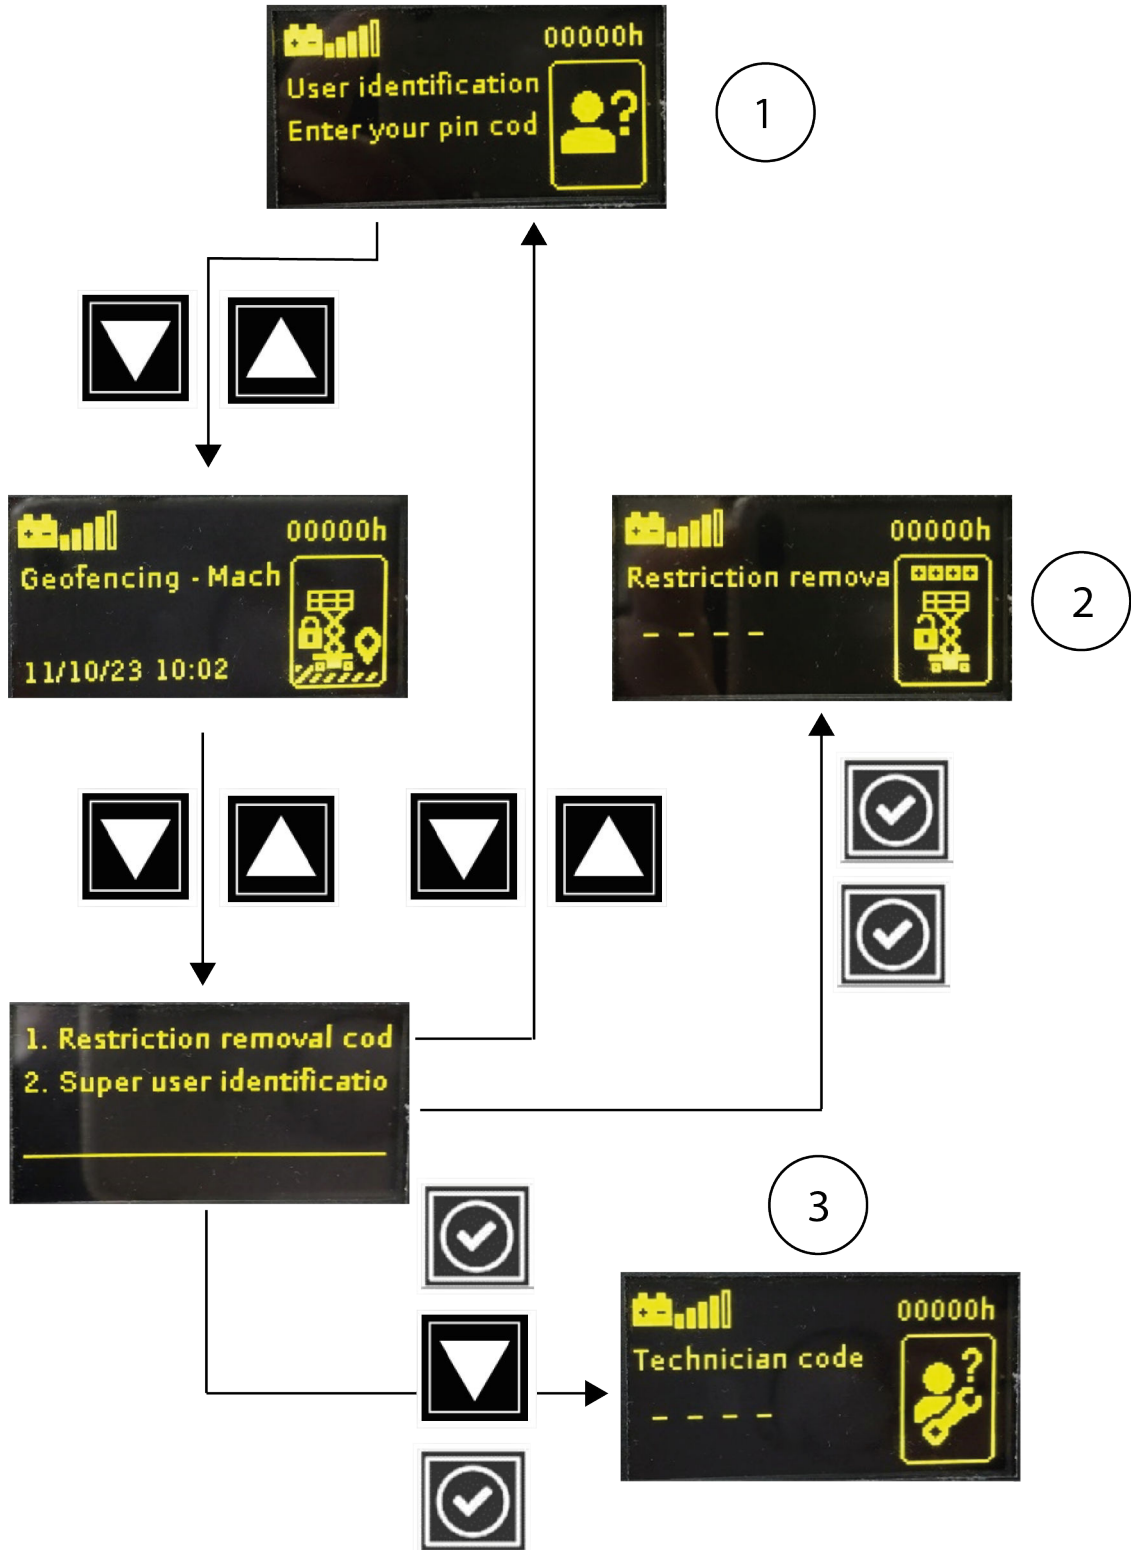 00000h
User identification
Enter your pin cod
1
00000h
Geofencing - Mach
11/10/23 10:02
00000h
Restriction remova
- - - -
2
1. Restriction removal cod
2. Super user identificatio
3
00000h
Technician code
- - - -